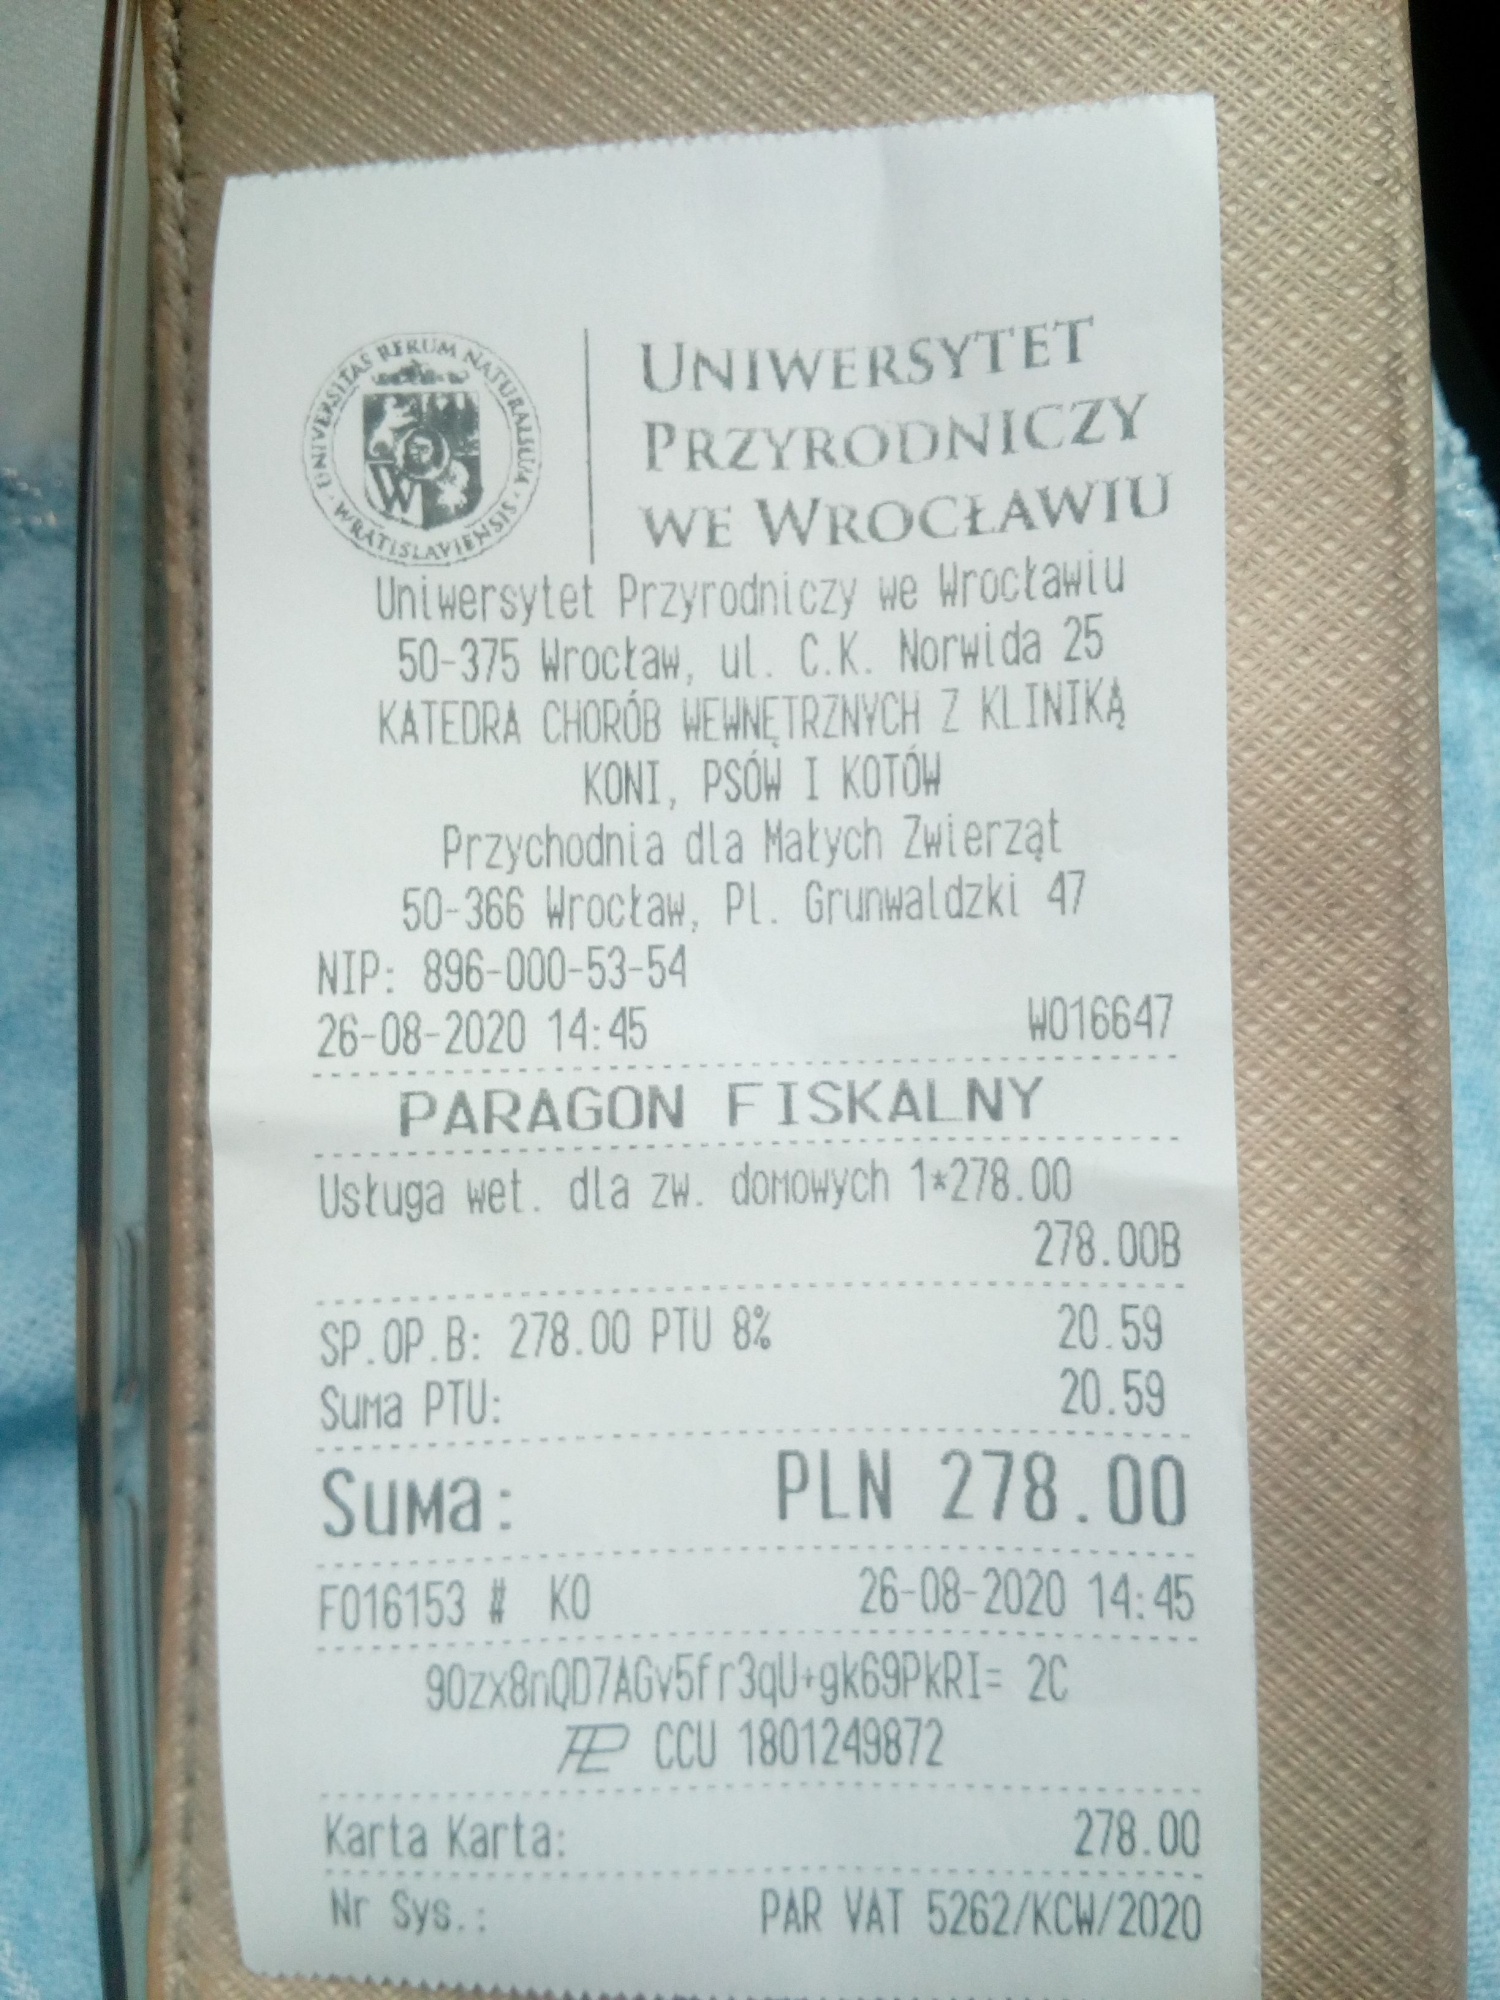 UNIVERSITAS RERUM NATURALIUM · WRATISLAVIENSIS ·
W
UNIWERSYTET
PRZYRODNICZY
WE WROCŁAWIU
Uniwersytet Przyrodniczy we Wrocławiu
50-375 Wrocław, ul. C.K. Norwida 25
KATEDRA CHORÓB WEWNĘTRZNYCH Z KLINIKĄ
KONI, PSÓW I KOTÓW
Przychodnia dla Małych Zwierząt
50-366 Wrocław, Pl. Grunwaldzki 47
NIP: 896-000-53-54
26-08-2020 14:45 W016647
PARAGON FISKALNY
Usługa wet. dla zw. domowych 1*278.00
278.00B
SP.OP.B: 278.00 PTU 8% 20.59
Suma PTU: 20.59
Suma: PLN 278.00
F016153 # K0 26-08-2020 14:45
90zx8nQD7AGv5fr3qU+gk69PkRI= 2C
CCU 1801249872
Karta Karta: 278.00
Nr Sys.: PAR VAT 5262/KCW/2020